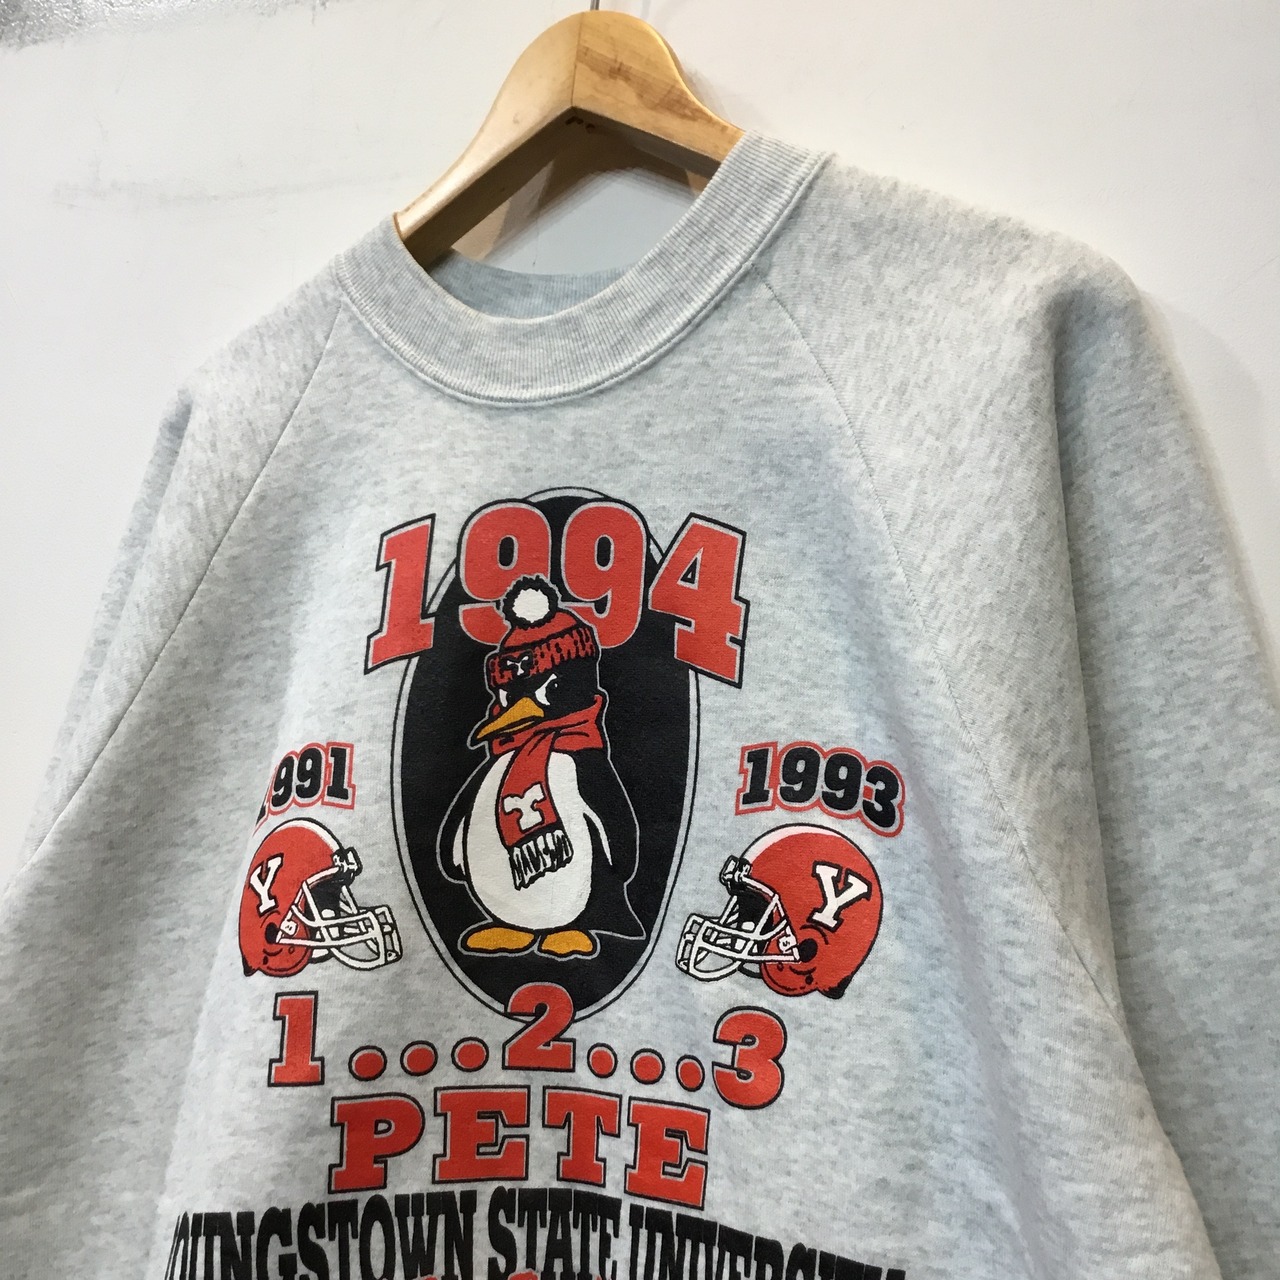 1994
Y
Y
1991
1993
Y
Y
1...2...3
PETE
YOUNGSTOWN STATE UNIVERSITY